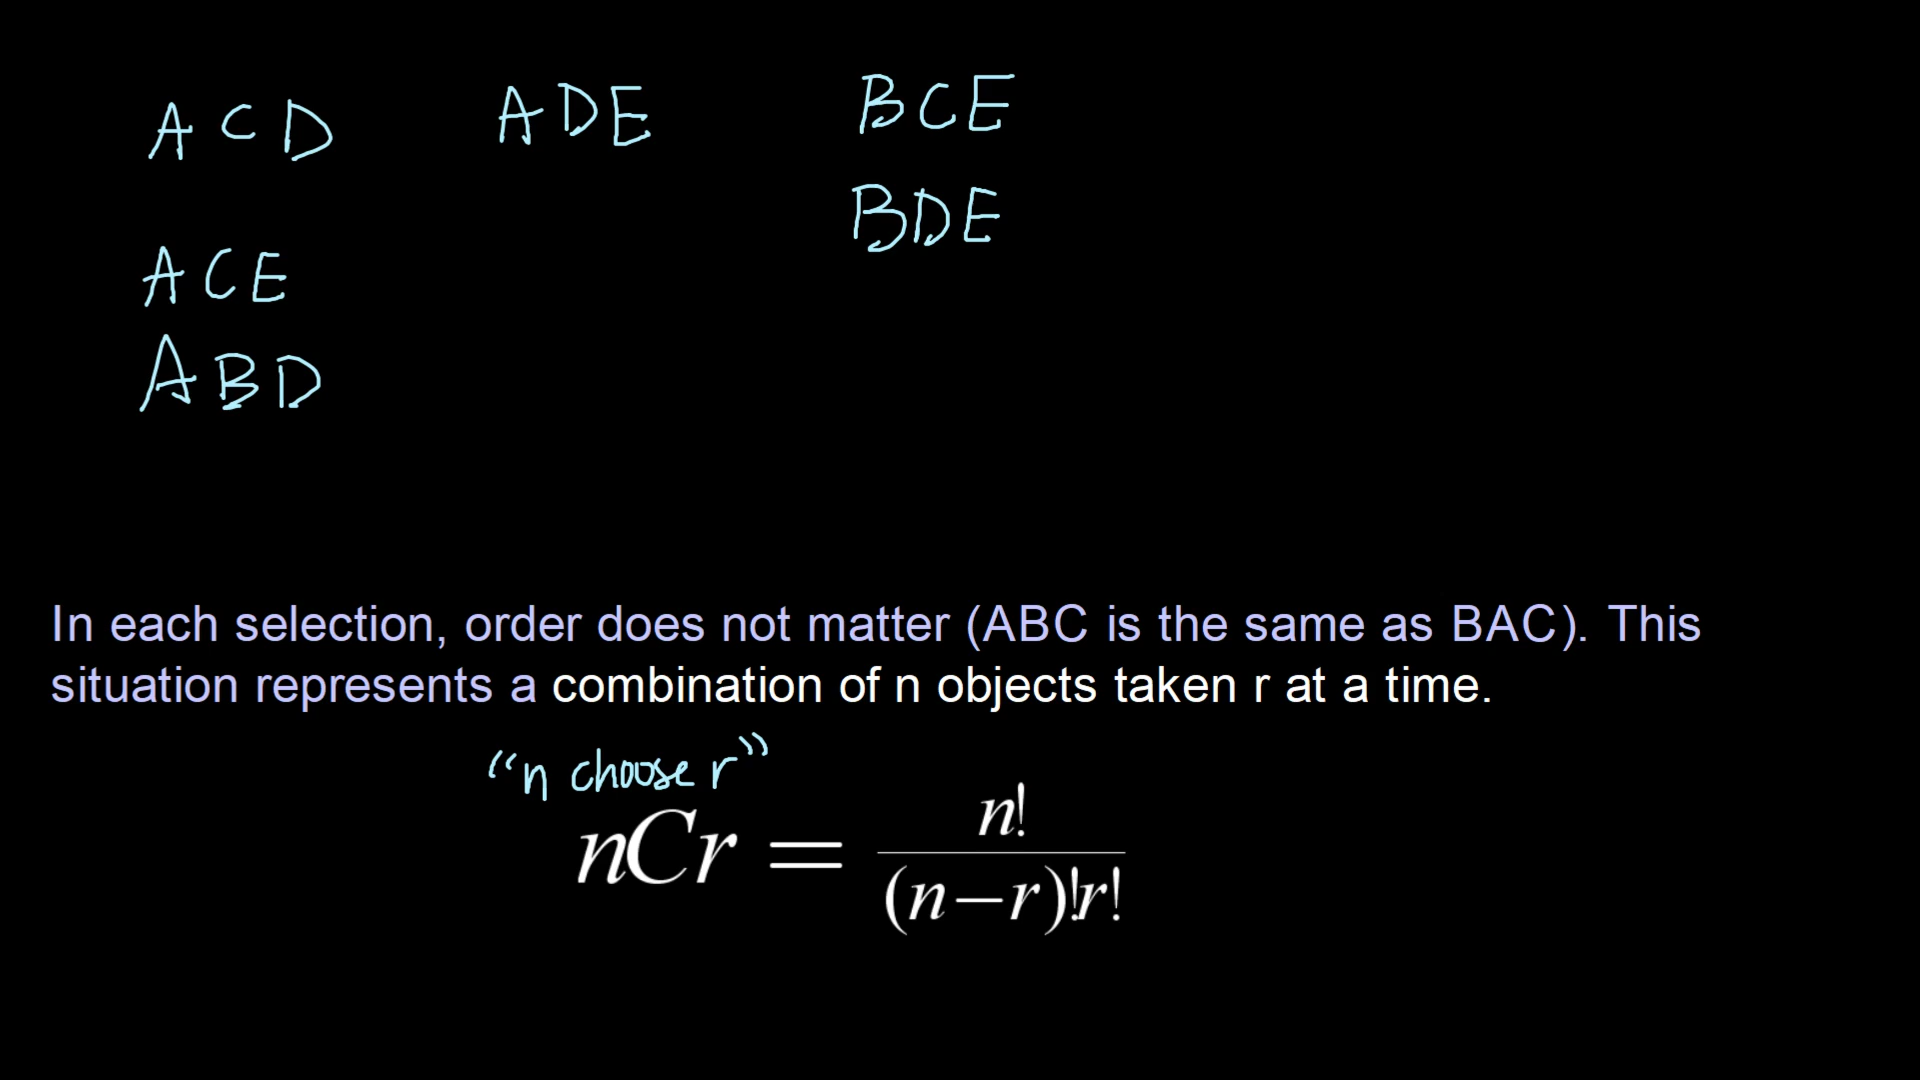 A C D
ADE
BCE
BDE
ACE
ABD
In each selection, order does not matter (ABC is the same as BAC). This
situation represents a combination of n objects taken r at a time.
“n choose r”
nCr = n! / (n−r)!r!